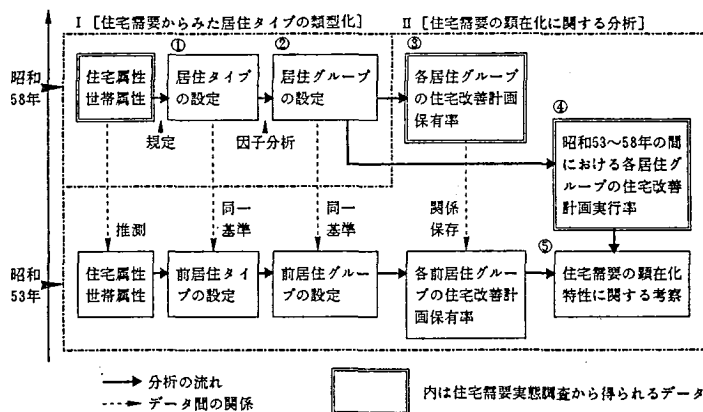 Ⅰ［住宅需要からみた居住タイプの類型化］
Ⅱ［住宅需要の顕在化に関する分析］
昭和
58年
住宅属性
世帯属性
①
居住タイプ
の設定
②
居住グループ
の設定
③
各居住グループ
の住宅改善計画
保有率
規定
因子分析
④
昭和53～58年の間
における各居住グ
ループの住宅改善
計画実行率
推測
同一
基準
同一
基準
関係
保存
昭和
53年
住宅属性
世帯属性
前居住タイ
プの設定
前居住グルー
プの設定
各前居住グルー
プの住宅改善計
画保有率
⑤
住宅需要の顕在化
特性に関する考察
分析の流れ
データ間の関係
内は住宅需要実態調査から得られるデータ